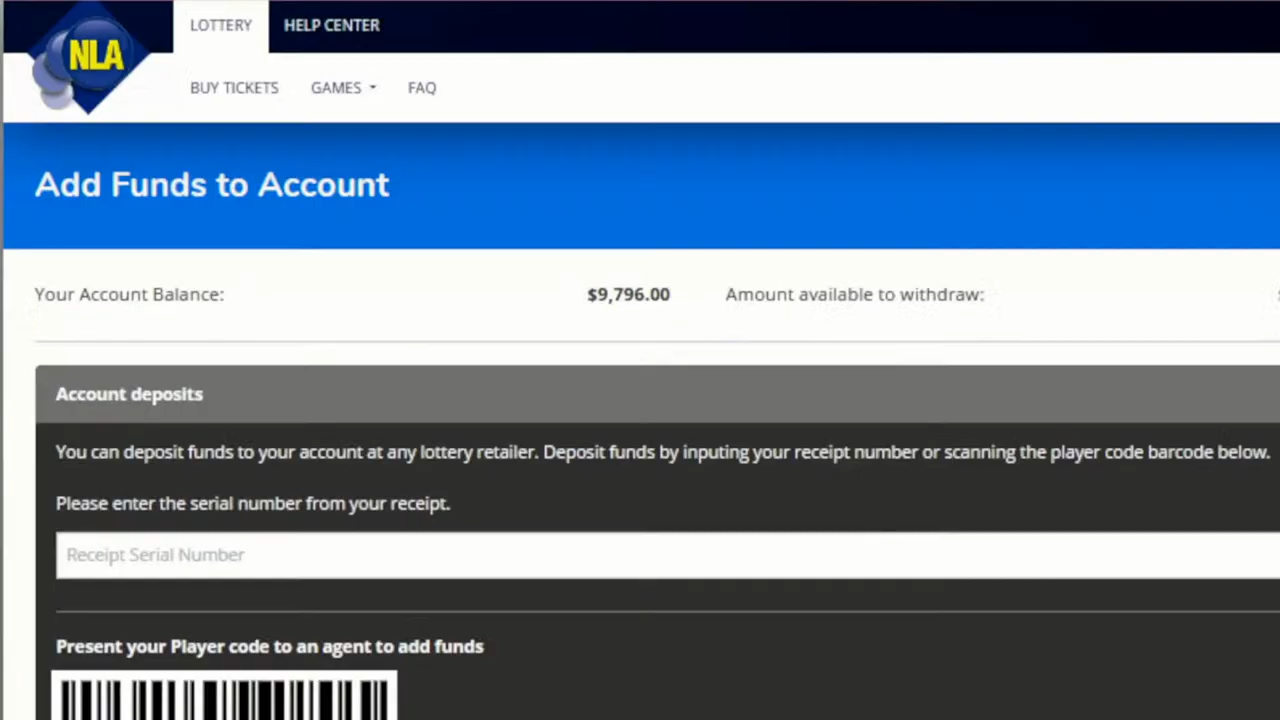 NLA
LOTTERY HELP CENTER
BUY TICKETS GAMES FAQ
Add Funds to Account
Your Account Balance: $9,796.00 Amount available to withdraw:
Account deposits
You can deposit funds to your account at any lottery retailer. Deposit funds by inputing your receipt number or scanning the player code barcode below.
Please enter the serial number from your receipt.
Receipt Serial Number
Present your Player code to an agent to add funds